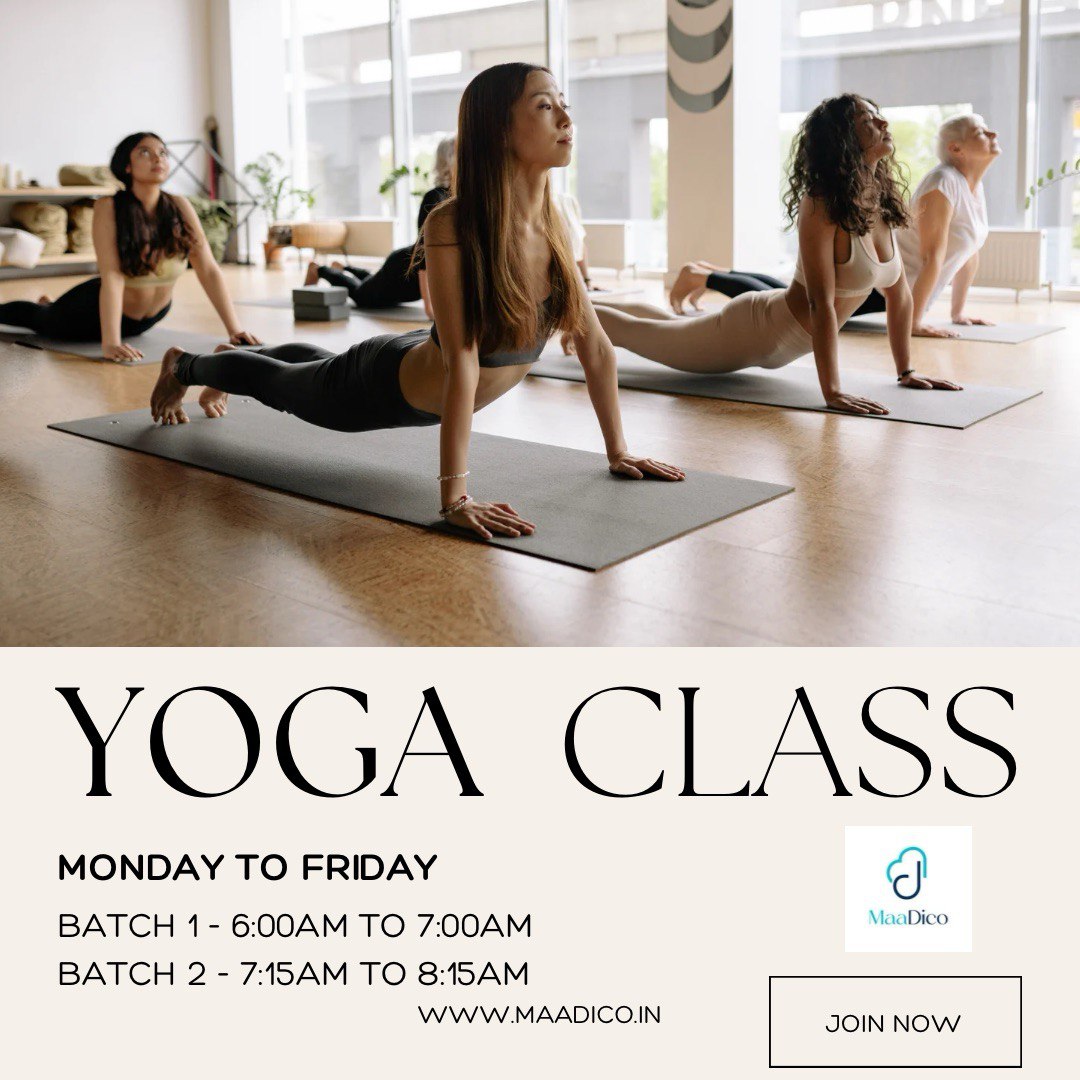 YOGA CLASS
MONDAY TO FRIDAY
BATCH 1 - 6:00AM TO 7:00AM
BATCH 2 - 7:15AM TO 8:15AM
WWW.MAADICO.IN
MaaDico
JOIN NOW